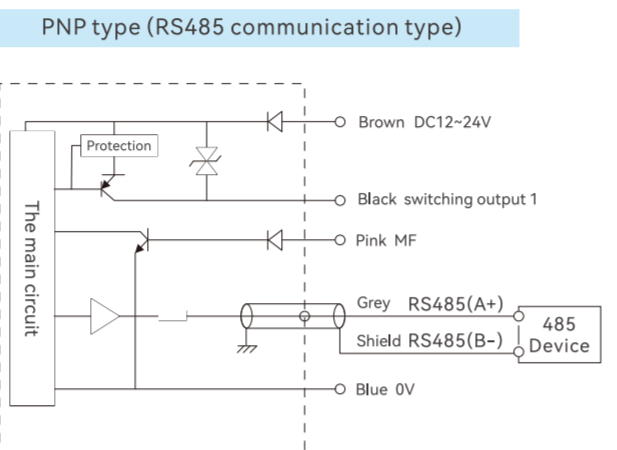 PNP type (RS485 communication type)
Brown DC12~24V
Protection
Black switching output 1
The main circuit
Pink MF
Grey RS485(A+)
485
Shield RS485(B-)
Device
Blue 0V